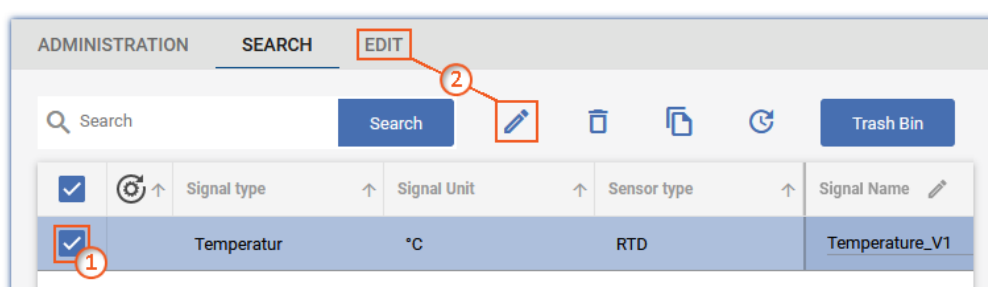 ADMINISTRATION SEARCH EDIT
2
Search Search Trash Bin
Signal type Signal Unit Sensor type Signal Name
Temperatur °C RTD Temperature_V1
1